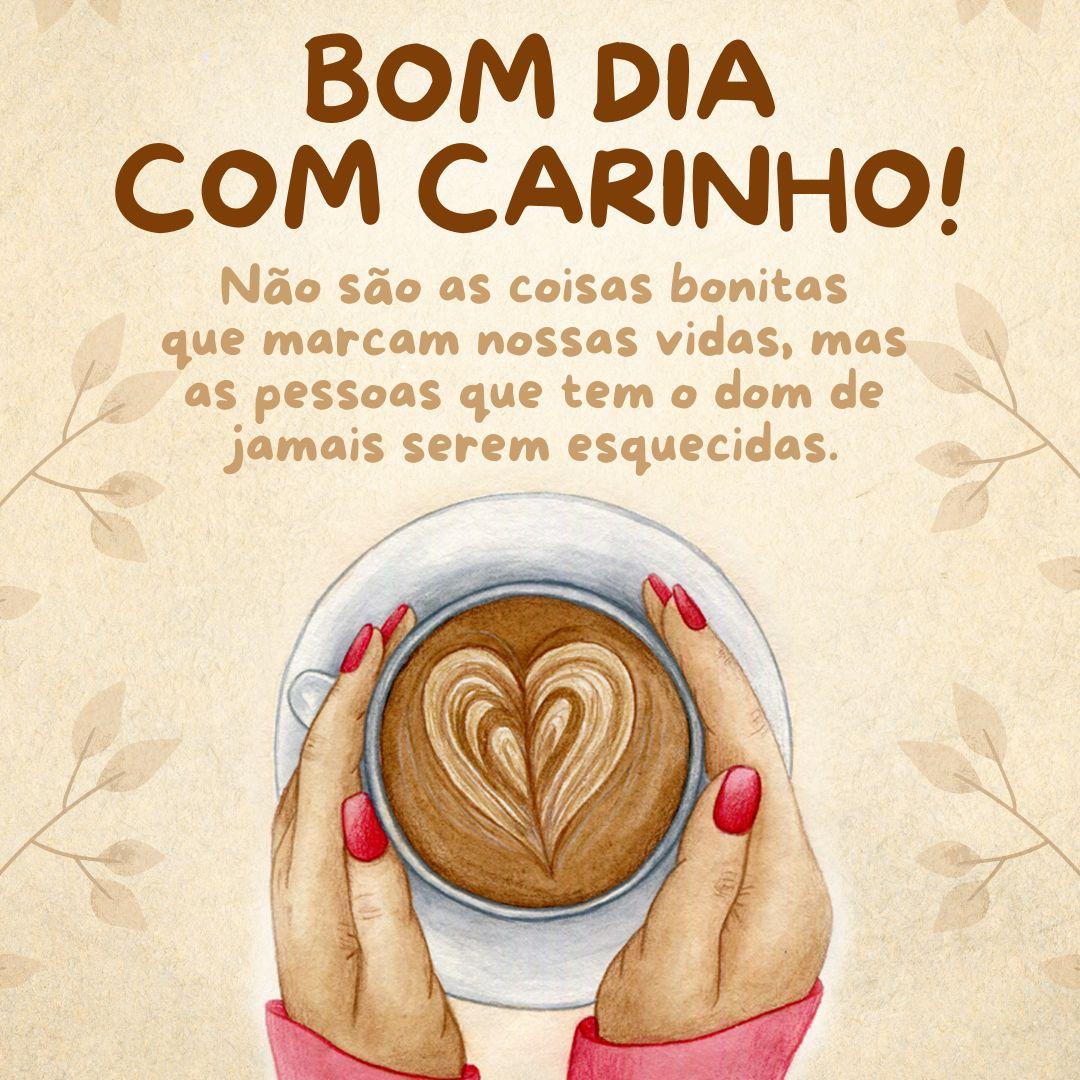 BOM DIA
COM CARINHO!
Não são as coisas bonitas
que marcam nossas vidas, mas
as pessoas que tem o dom de
jamais serem esquecidas.